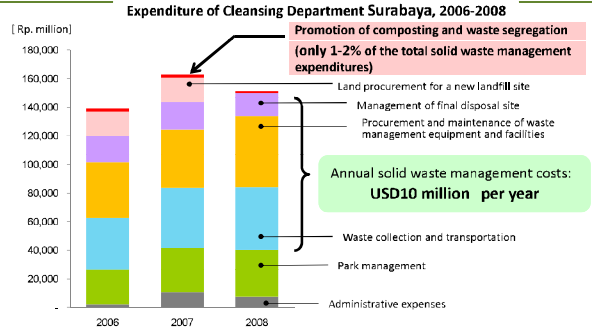 Expenditure of Cleansing Department Surabaya, 2006-2008
[ Rp. million]
Promotion of composting and waste segregation
(only 1-2% of the total solid waste management
expenditures)
180,000
160,000
140,000
120,000
100,000
80,000
60,000
40,000
20,000
-
Land procurement for a new landfill site
Management of final disposal site
Procurement and maintenance of waste
management equipment and facilities
Annual solid waste management costs:
USD10 million per year
Waste collection and transportation
Park management
Administrative expenses
2006
2007
2008